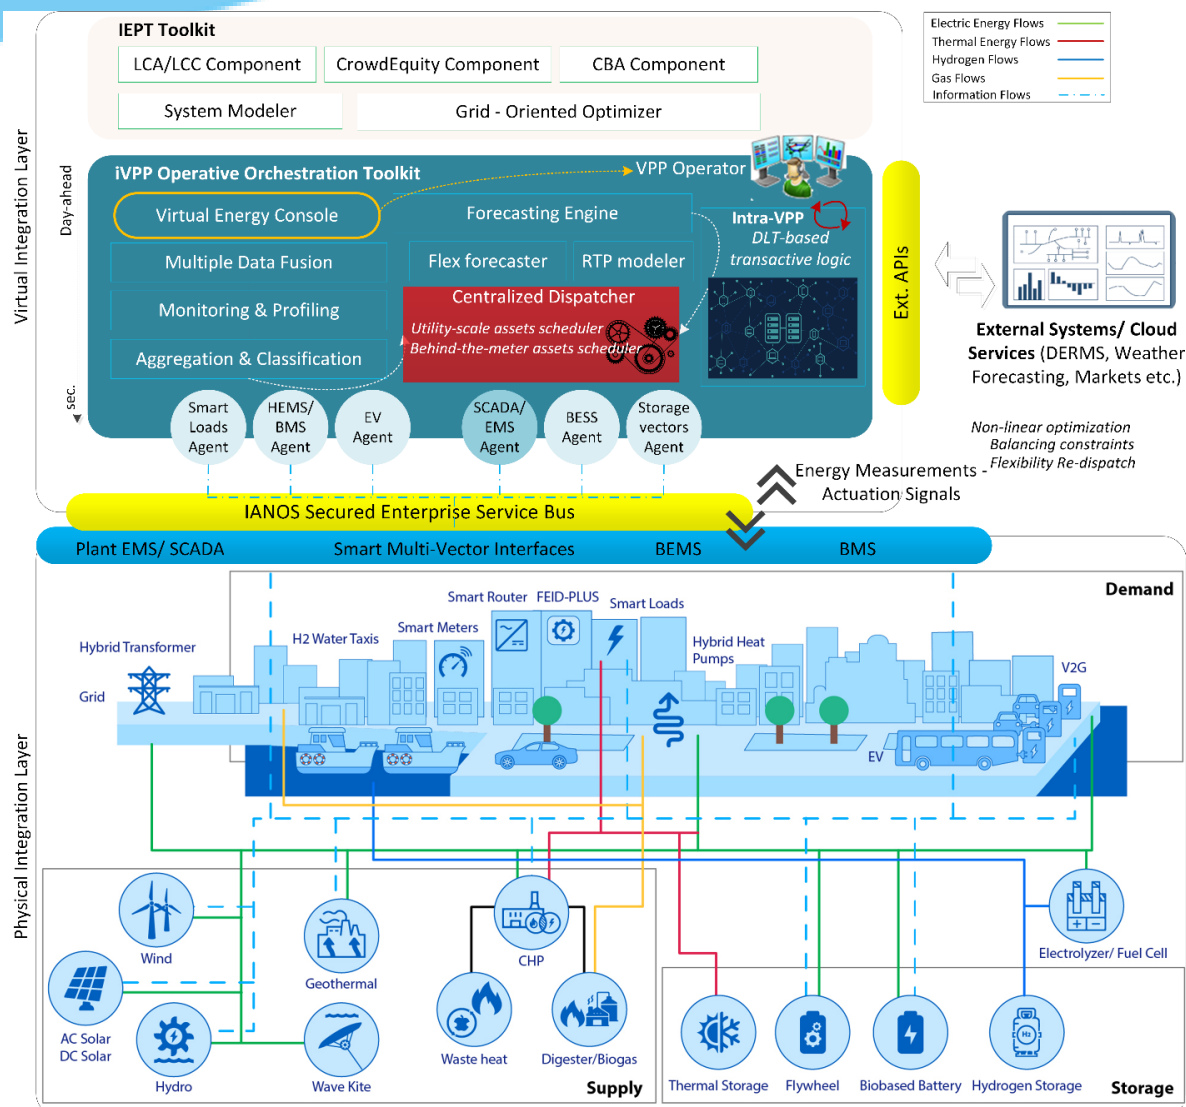 IEPT Toolkit
LCA/LCC Component
CrowdEquity Component
CBA Component
System Modeler
Grid - Oriented Optimizer
Electric Energy Flows
Thermal Energy Flows
Hydrogen Flows
Gas Flows
Information Flows
Virtual Integration Layer
Day-ahead
sec.
iVPP Operative Orchestration Toolkit
VPP Operator
Virtual Energy Console
Forecasting Engine
Intra-VPP
DLT-based
transactive logic
Multiple Data Fusion
Flex forecaster
RTP modeler
Monitoring & Profiling
Centralized Dispatcher
Utility-scale assets scheduler
Behind-the-meter assets scheduler
Aggregation & Classification
Ext. APIs
External Systems/ Cloud
Services (DERMS, Weather
Forecasting, Markets etc.)
Smart
Loads
Agent
HEMS/
BMS Agent
EV
Agent
SCADA/
EMS
Agent
BESS
Agent
Storage
vectors
Agent
Non-linear optimization
Balancing constraints
Flexibility Re-dispatch
Energy Measurements -
Actuation Signals
IANOS Secured Enterprise Service Bus
Plant EMS/ SCADA
Smart Multi-Vector Interfaces
BEMS
BMS
Physical Integration Layer
Demand
Hybrid Transformer
Grid
H2 Water Taxis
Smart Meters
Smart Router
FEID-PLUS
Smart Loads
Hybrid Heat
Pumps
V2G
EV
Wind
AC Solar
DC Solar
Hydro
Geothermal
Wave Kite
CHP
Waste heat
Digester/Biogas
Supply
Electrolyzer/ Fuel Cell
Thermal Storage
Flywheel
Biobased Battery
H2
Hydrogen Storage
Storage